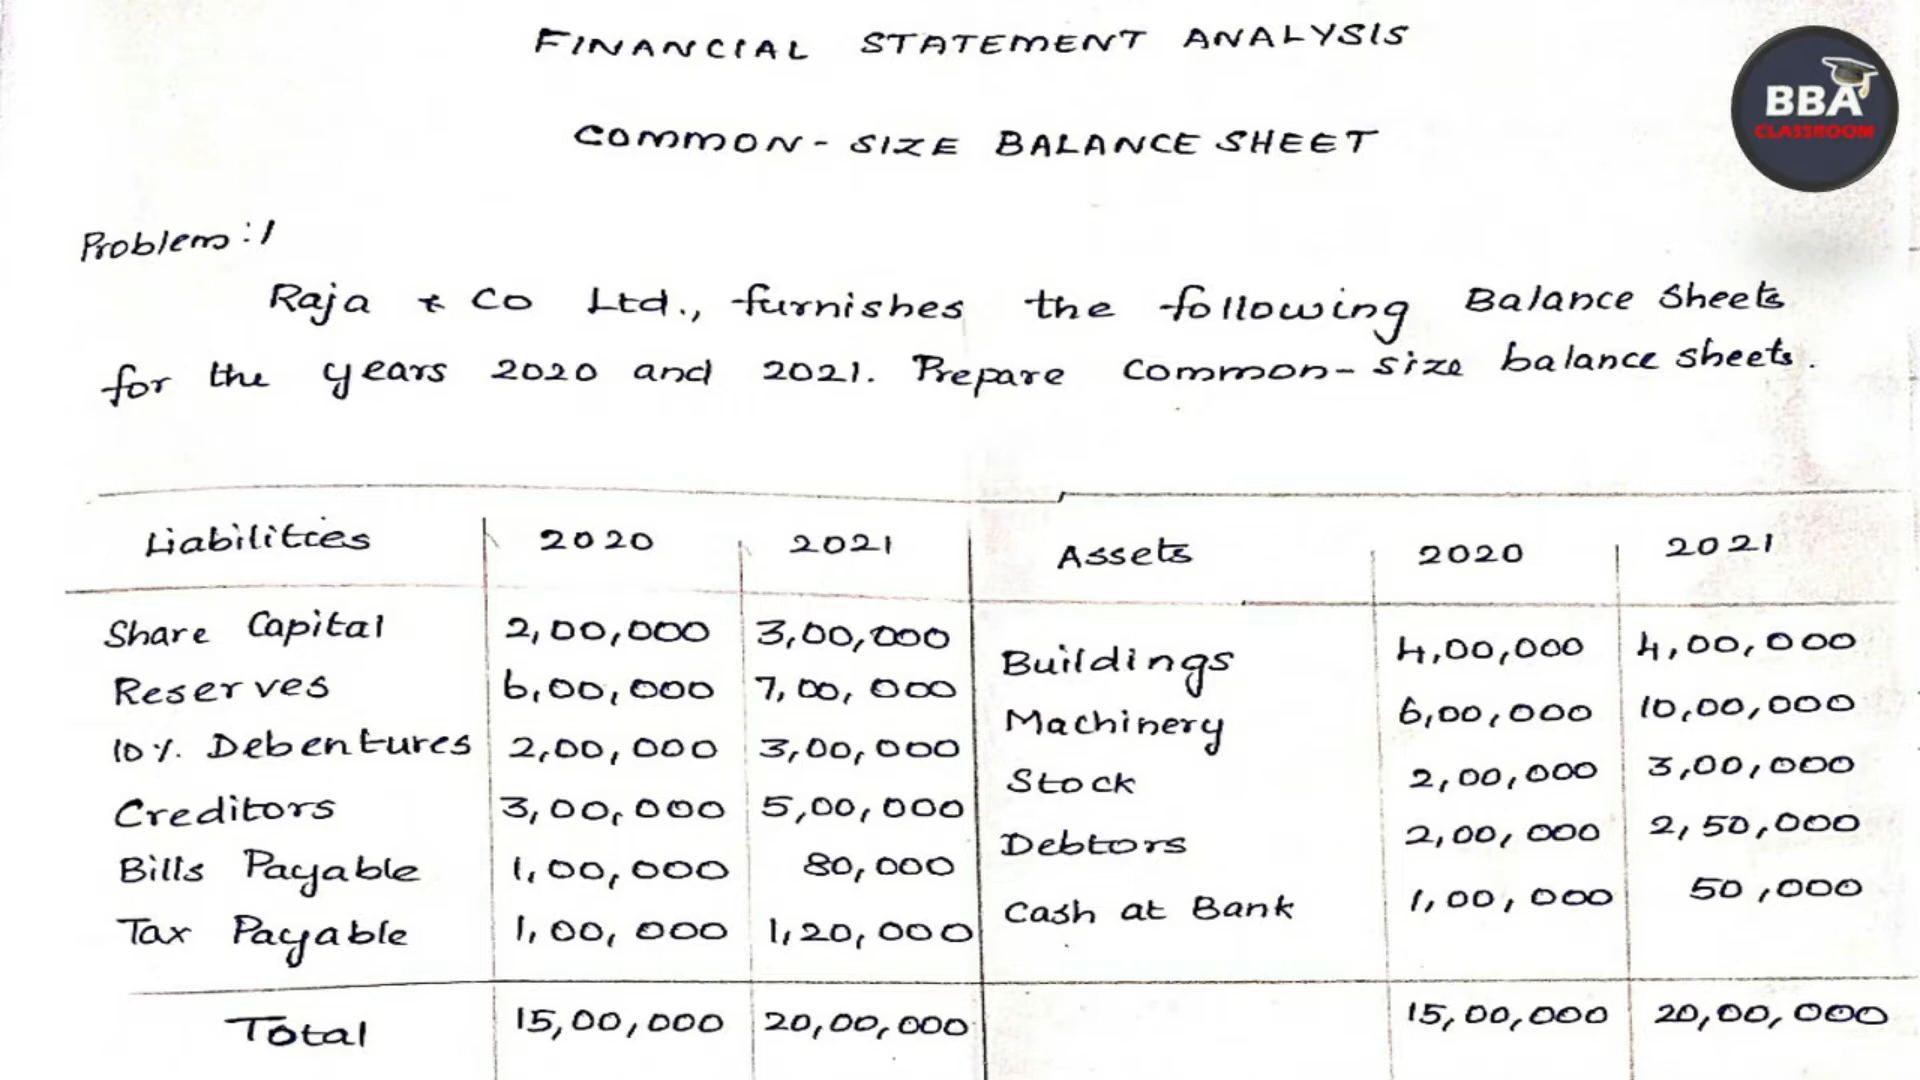 FINANCIAL STATEMENT ANALYSIS
BBA
CLASSROOM
COMMON-SIZE BALANCE SHEET
Problem:1
Raja & Co Ltd., furnishes the following Balance Sheets
for the years 2020 and 2021. Prepare Common-size balance sheets.
Liabilities 2020 2021 Assets 2020 2021
Share Capital 2,00,000 3,00,000 Buildings 4,00,000 4,00,000
Reserves 6,00,000 7,00,000 Machinery 6,00,000 10,00,000
10%. Debentures 2,00,000 3,00,000 Stock 2,00,000 3,00,000
Creditors 3,00,000 5,00,000 Debtors 2,00,000 2,50,000
Bills Payable 1,00,000 80,000 Cash at Bank 1,00,000 50,000
Tax Payable 1,00,000 1,20,000
Total 15,00,000 20,00,000 15,00,000 20,00,000